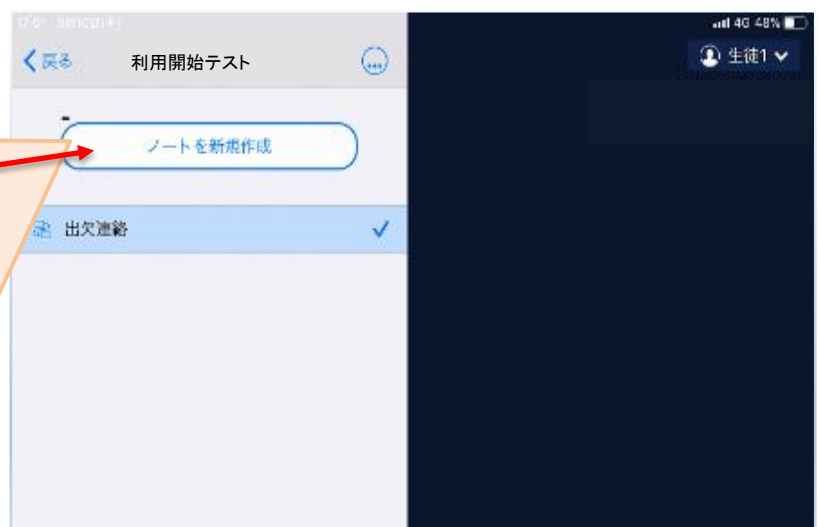 4G 48%
戻る
利用開始テスト
生徒1
ノートを新規作成
出欠連絡